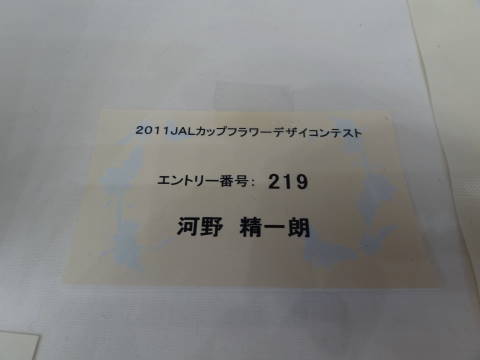 2011JALカップフラワーデザイコンテスト
エントリー番号: 219
河野 精一朗